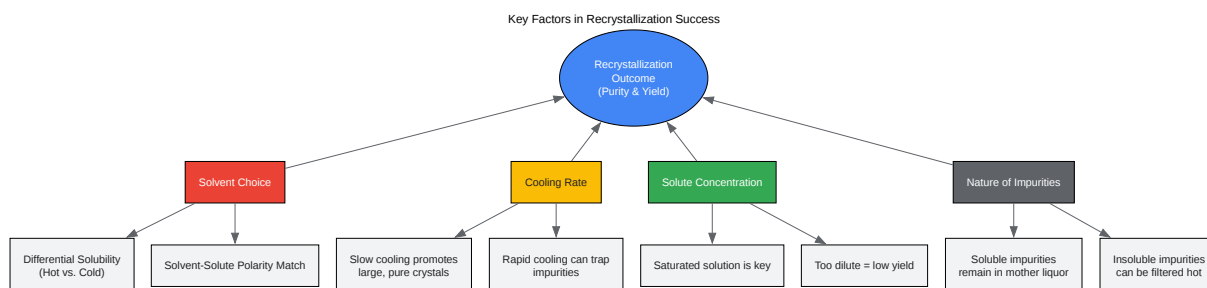 Key Factors in Recrystallization Success
Recrystallization
Outcome
(Purity & Yield)
Solvent Choice
Cooling Rate
Solute Concentration
Nature of Impurities
Differential Solubility
(Hot vs. Cold)
Solvent-Solute Polarity Match
Slow cooling promotes
large, pure crystals
Rapid cooling can trap
impurities
Saturated solution is key
Too dilute = low yield
Soluble impurities
remain in mother liquor
Insoluble impurities
can be filtered hot